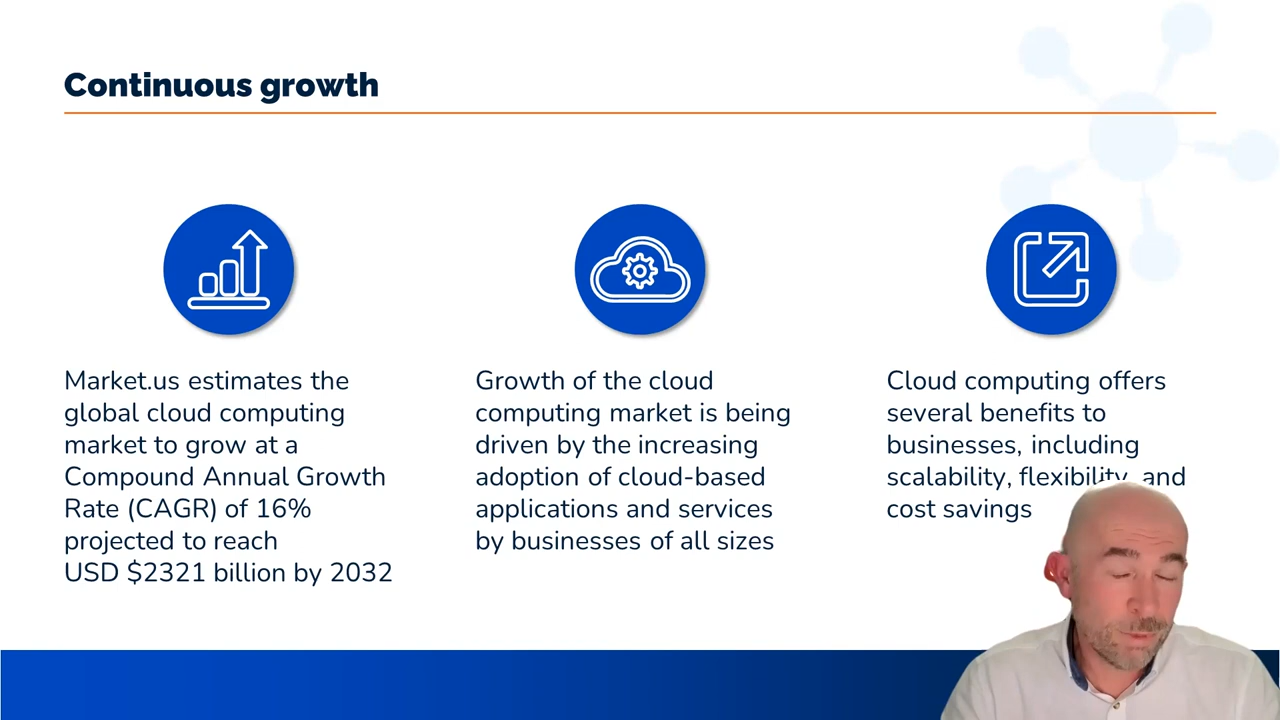 Continuous growth
Market.us estimates the
global cloud computing
market to grow at a
Compound Annual Growth
Rate (CAGR) of 16%
projected to reach
USD $2321 billion by 2032
Growth of the cloud
computing market is being
driven by the increasing
adoption of cloud-based
applications and services
by businesses of all sizes
Cloud computing offers
several benefits to
businesses, including
scalability, flexibility, and
cost savings